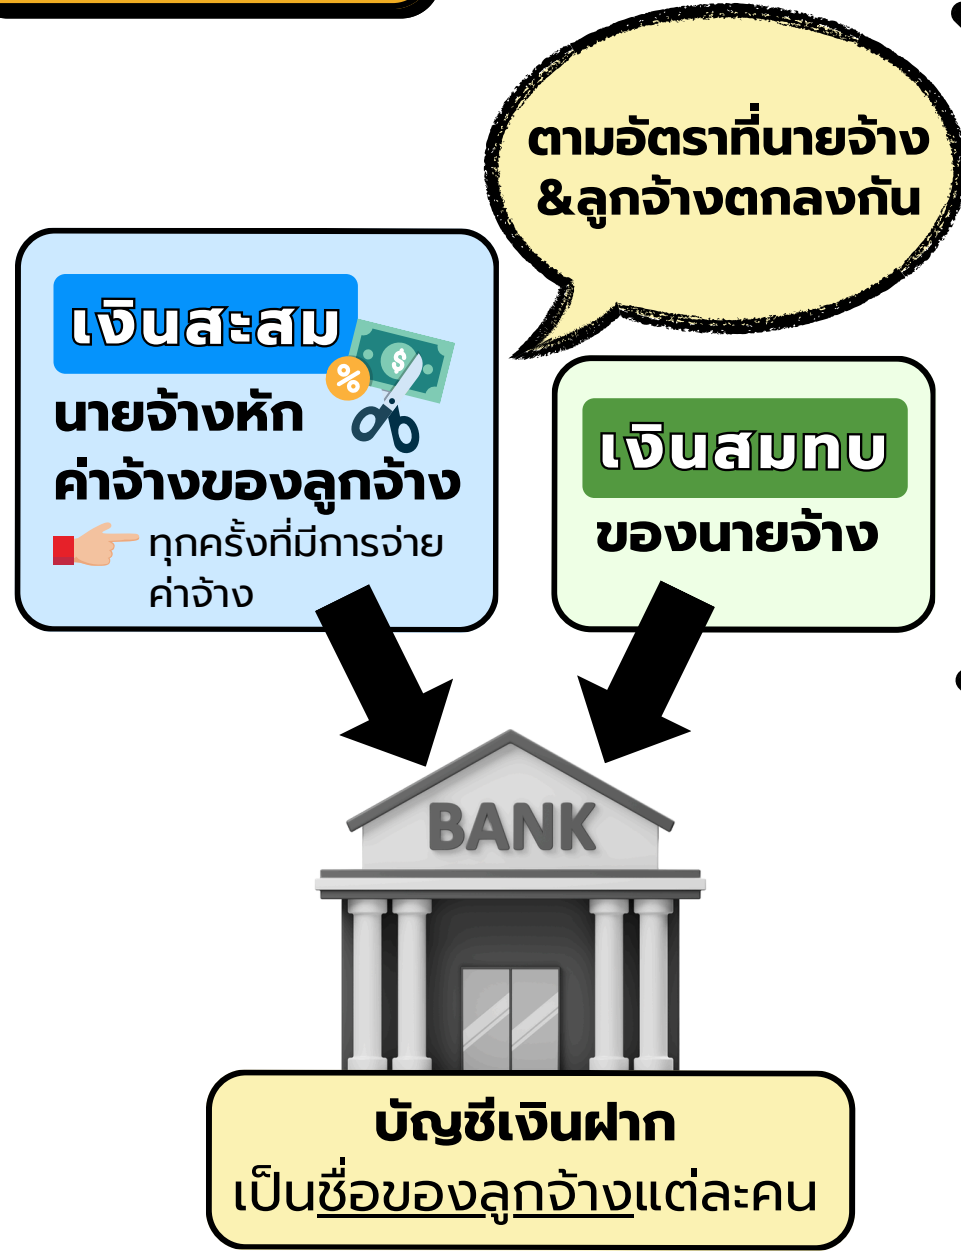 ตามอัตราที่นายจ้าง
&ลูกจ้างตกลงกัน
เงินสะสม
$
%
นายจ้างหัก
ค่าจ้างของลูกจ้าง
ทุกครั้งที่มีการจ่าย
ค่าจ้าง
เงินสมทบ
ของนายจ้าง
BANK
บัญชีเงินฝาก
เป็นชื่อของลูกจ้างแต่ละคน